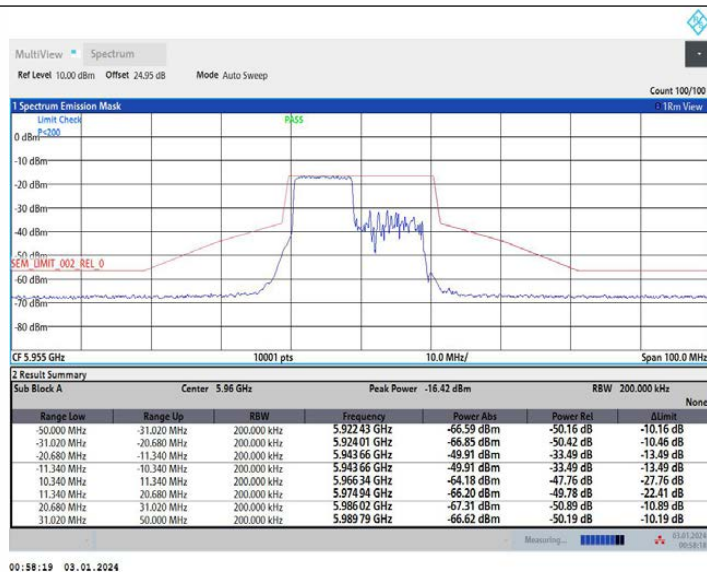 MultiView Spectrum
Ref Level 10.00 dBm Offset 24.95 dB Mode Auto Sweep
Count 100/100
1 Spectrum Emission Mask 1Rm View
Limit Check PASS
P<200
0 dBm
-10 dBm
-20 dBm
-30 dBm
-40 dBm
-50 dBm
SEM_LIMIT_002_REL_0
-60 dBm
-70 dBm
-80 dBm
CF 5.955 GHz 10001 pts 10.0 MHz/ Span 100.0 MHz
2 Result Summary
Sub Block A Center 5.96 GHz Peak Power -16.42 dBm RBW 200.000 kHz
None
Range Low Range Up RBW Frequency Power Abs Power Rel ΔLimit
-50.000 MHz -31.020 MHz 200.000 kHz 5.922 43 GHz -66.59 dBm -50.16 dB -10.16 dB
-31.020 MHz -20.680 MHz 200.000 kHz 5.924 01 GHz -66.85 dBm -50.42 dB -10.46 dB
-20.680 MHz -11.340 MHz 200.000 kHz 5.943 66 GHz -49.91 dBm -33.49 dB -13.49 dB
-11.340 MHz -10.340 MHz 200.000 kHz 5.943 66 GHz -49.91 dBm -33.49 dB -13.49 dB
10.340 MHz 11.340 MHz 200.000 kHz 5.966 34 GHz -64.18 dBm -47.76 dB -27.76 dB
11.340 MHz 20.680 MHz 200.000 kHz 5.974 94 GHz -66.20 dBm -49.78 dB -22.41 dB
20.680 MHz 31.020 MHz 200.000 kHz 5.986 02 GHz -67.31 dBm -50.89 dB -10.89 dB
31.020 MHz 50.000 MHz 200.000 kHz 5.989 79 GHz -66.62 dBm -50.19 dB -10.19 dB
Measuring... 03.01.2024
00:58:18
00:58:19 03.01.2024